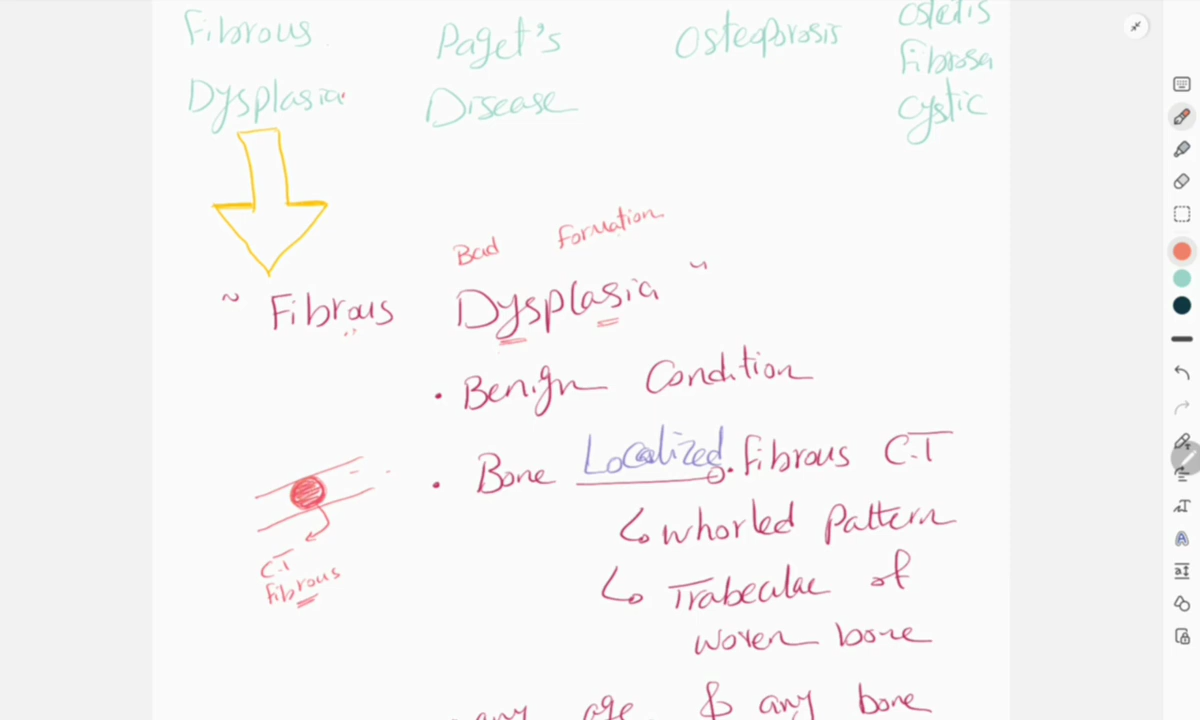 Fibrous Paget's Osteoporosis Osteitis
Dysplasia Disease Fibrosa
cystic
Bad Formation
~ Fibrous Dysplasia "
• Benign Condition
• Bone Localized • fibrous C.T
↳ whorled pattern
↳ Trabeculae of
woven bone
C.T
Fibrous
any age & any bone